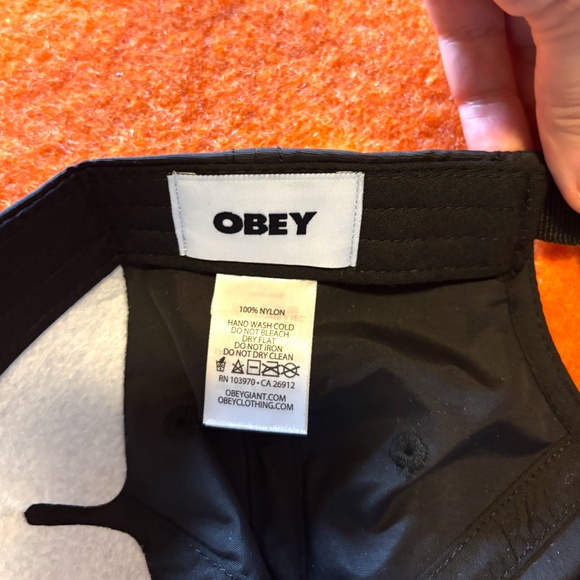 OBEY
100% NYLON
HAND WASH COLD
DO NOT BLEACH
DRY FLAT
DO NOT IRON
DO NOT DRY CLEAN
RN 103970 • CA 26912
OBEYGIANT.COM
OBEYCLOTHING.COM